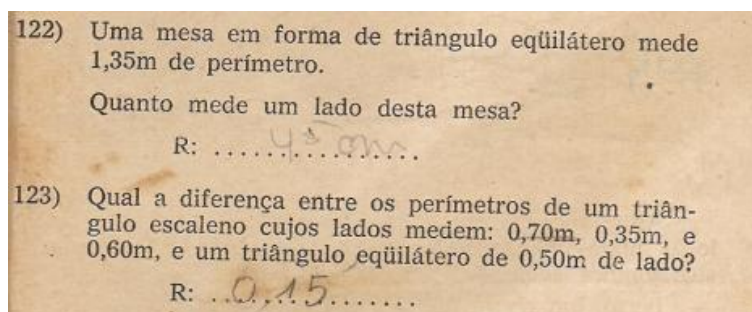 122) Uma mesa em forma de triângulo eqüilátero mede
1,35m de perímetro.
Quanto mede um lado desta mesa?
R: ..45 cm..
123) Qual a diferença entre os perímetros de um triân-
gulo escaleno cujos lados medem: 0,70m, 0,35m, e
0,60m, e um triângulo eqüilátero de 0,50m de lado?
R: ..0,15.......